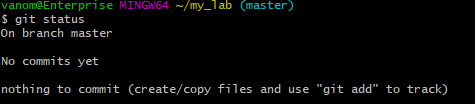 vanom@Enterprise MINGW64 ~/my_lab (master)
$ git status
On branch master

No commits yet

nothing to commit (create/copy files and use "git add" to track)